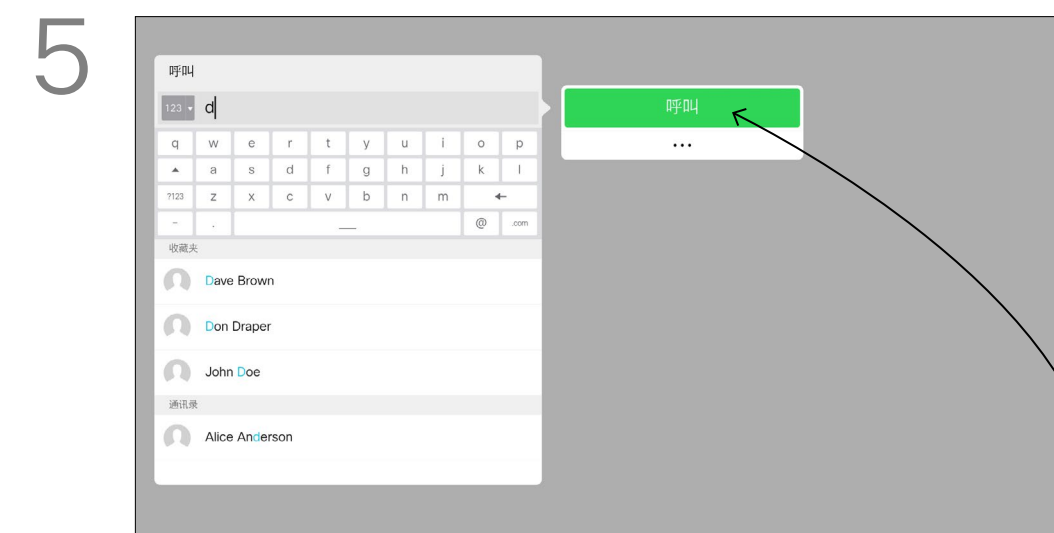 5
呼叫
123 d
q w e r t y u i o p
a s d f g h j k l
?123 z x c v b n m
- . @ .com
收藏夹
Dave Brown
Don Draper
John Doe
通讯录
Alice Anderson
呼叫
...